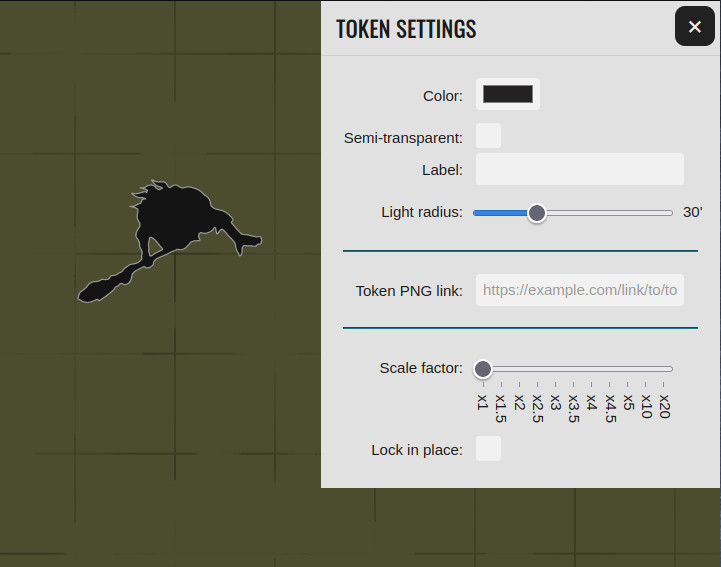 TOKEN SETTINGS
×
Color:
Semi-transparent:
Label:
Light radius: 30'
Token PNG link: https://example.com/link/to/to
Scale factor:
x1 x1.5 x2 x2.5 x3 x3.5 x4 x4.5 x5 x10 x20
Lock in place: